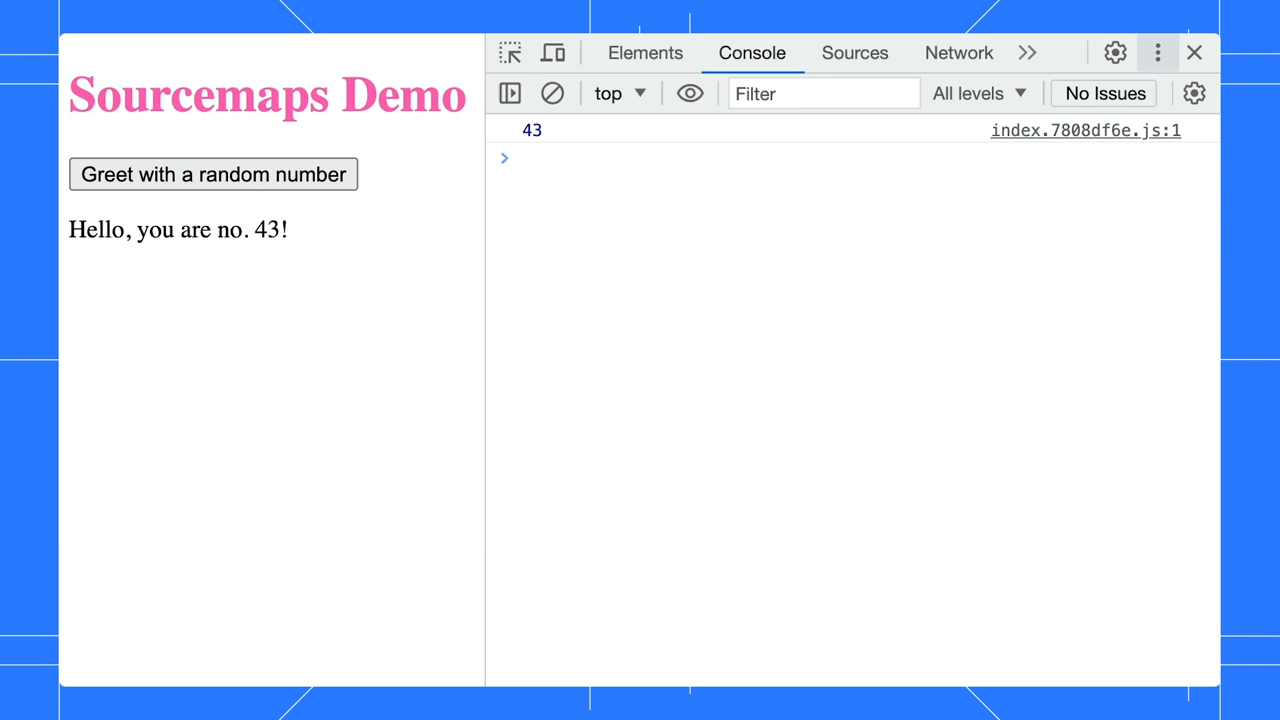 Sourcemaps Demo
Greet with a random number
Hello, you are no. 43!
Elements Console Sources Network
top Filter All levels No Issues
43 index.7808df6e.js:1